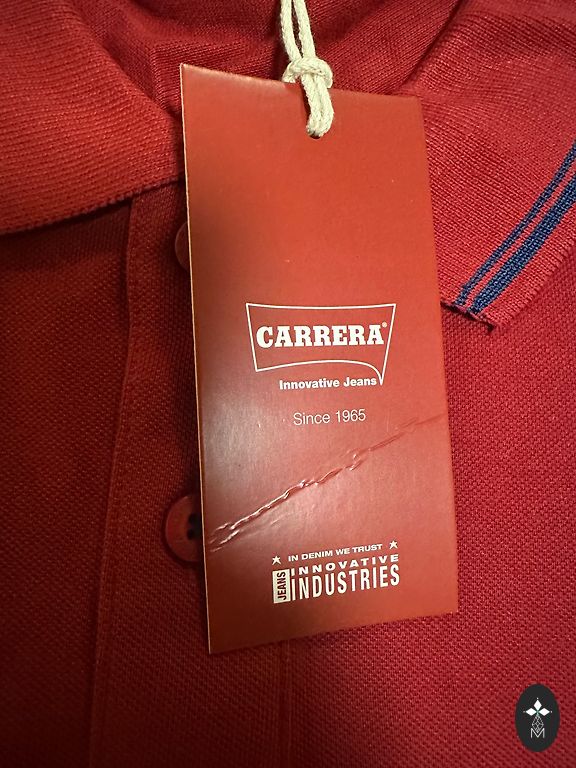 CARRERA®
Innovative Jeans
Since 1965
★ IN DENIM WE TRUST ★
JEANS INNOVATIVE
INDUSTRIES
M